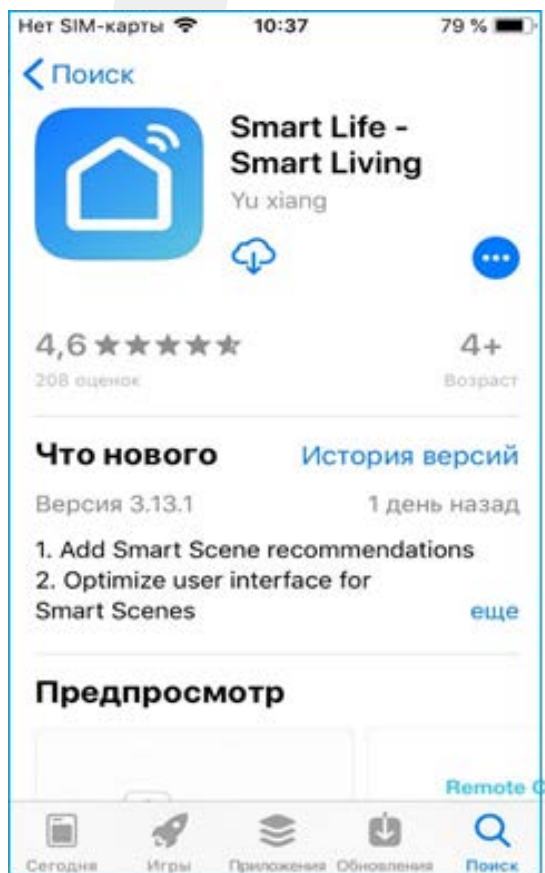 Нет SIM-карты 10:37 79 %
Поиск
Smart Life -
Smart Living
Yu xiang
4,6 4+
208 оценок Возраст
Что нового История версий
Версия 3.13.1 1 день назад
1. Add Smart Scene recommendations
2. Optimize user interface for
Smart Scenes еще
Предпросмотр
Remote C
Сегодня Игры Приложения Обновления Поиск